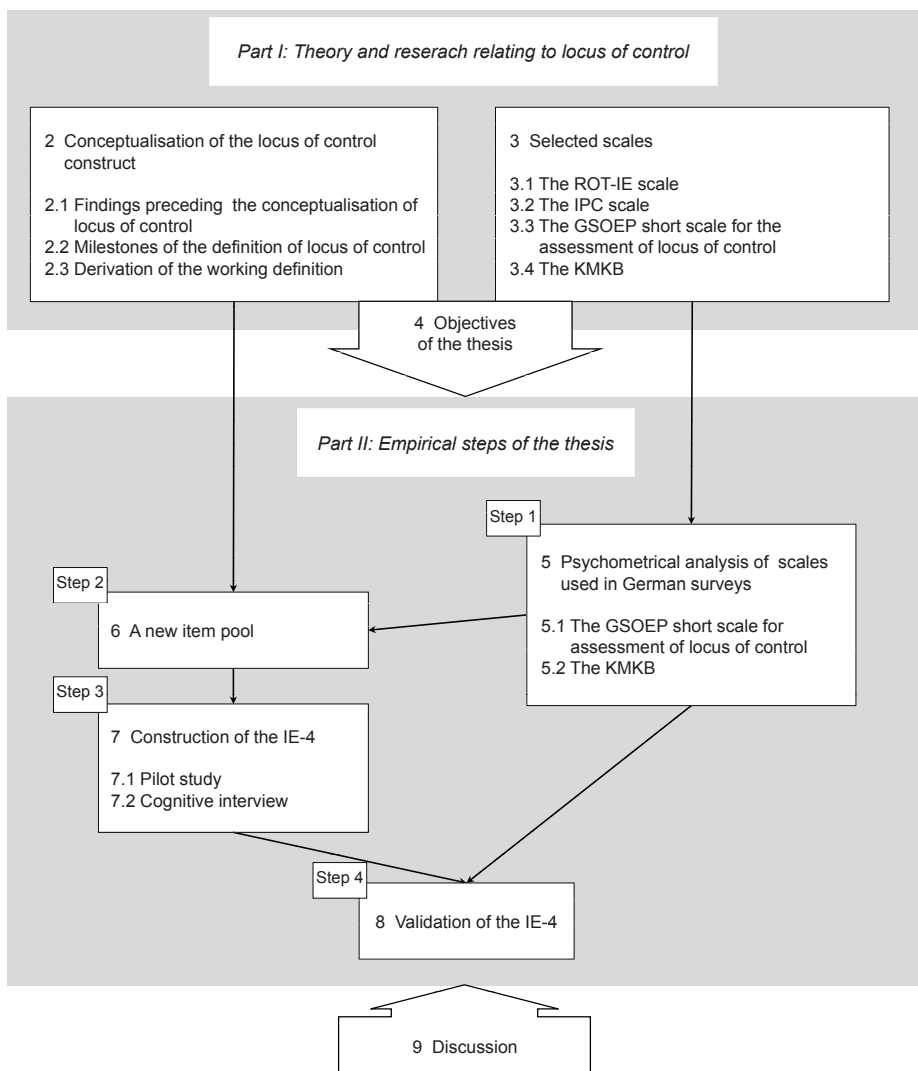 Part I: Theory and reserach relating to locus of control
2 Conceptualisation of the locus of control
construct
2.1 Findings preceding the conceptualisation of
locus of control
2.2 Milestones of the definition of locus of control
2.3 Derivation of the working definition
3 Selected scales
3.1 The ROT-IE scale
3.2 The IPC scale
3.3 The GSOEP short scale for the
assessment of locus of control
3.4 The KMKB
4 Objectives
of the thesis
Part II: Empirical steps of the thesis
Step 1
5 Psychometrical analysis of scales
used in German surveys
5.1 The GSOEP short scale for
assessment of locus of control
5.2 The KMKB
Step 2
6 A new item pool
Step 3
7 Construction of the IE-4
7.1 Pilot study
7.2 Cognitive interview
Step 4
8 Validation of the IE-4
9 Discussion